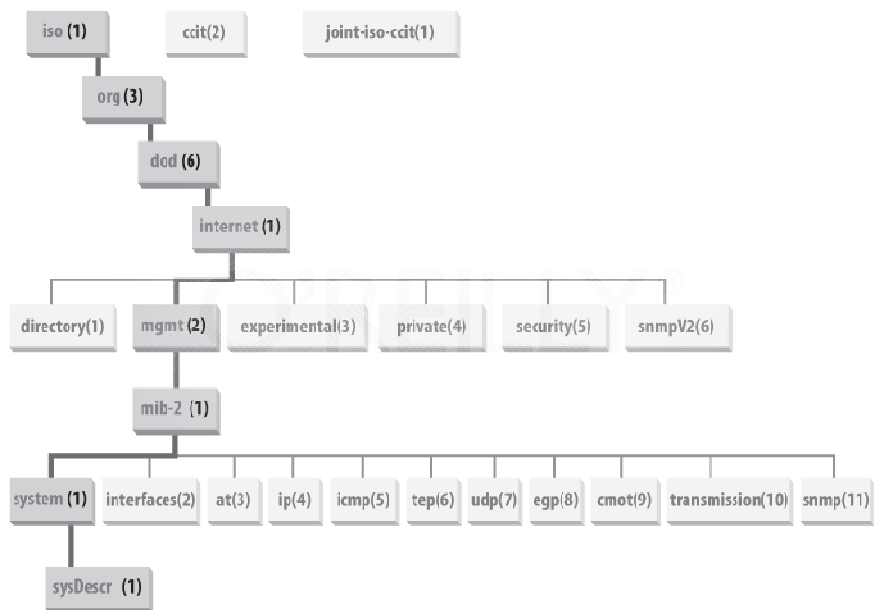 iso (1) ccit(2) joint-iso-ccit(1)
org (3)
dod (6)
internet (1)
O'REILLY®
directory(1) mgmt (2) experimental(3) private(4) security(5) snmpV2(6)
mib-2 (1)
system (1) interfaces(2) at(3) ip(4) icmp(5) tep(6) udp(7) egp(8) cmot(9) transmission(10) snmp(11)
sysDescr (1)